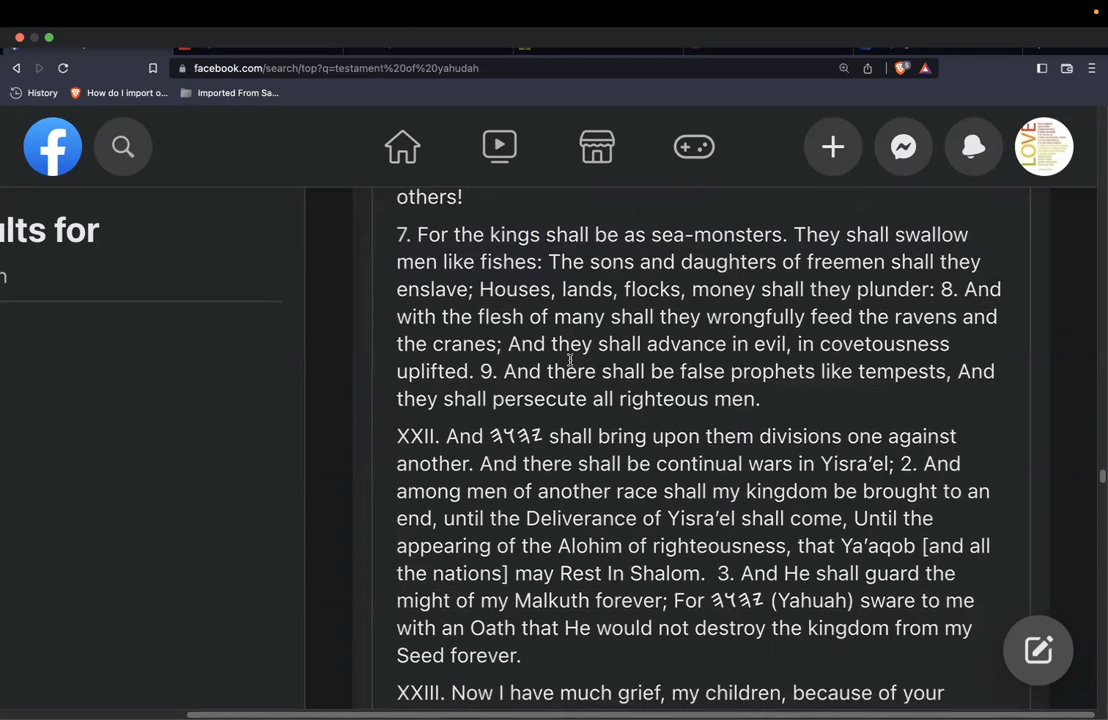 facebook.com/search/top?q=testament%20of%20yahudah
History
How do I import o...
Imported From Sa...
5
LOVE
ults for
n
others!
7. For the kings shall be as sea-monsters. They shall swallow
men like fishes: The sons and daughters of freemen shall they
enslave; Houses, lands, flocks, money shall they plunder: 8. And
with the flesh of many shall they wrongfully feed the ravens and
the cranes; And they shall advance in evil, in covetousness
uplifted. 9. And there shall be false prophets like tempests, And
they shall persecute all righteous men.
XXII. And 𐤉𐤄𐤅𐤄 shall bring upon them divisions one against
another. And there shall be continual wars in Yisra’el; 2. And
among men of another race shall my kingdom be brought to an
end, until the Deliverance of Yisra’el shall come, Until the
appearing of the Alohim of righteousness, that Ya’aqob [and all
the nations] may Rest In Shalom. 3. And He shall guard the
might of my Malkuth forever; For 𐤉𐤄𐤅𐤄 (Yahuah) sware to me
with an Oath that He would not destroy the kingdom from my
Seed forever.
XXIII. Now I have much grief, my children, because of your